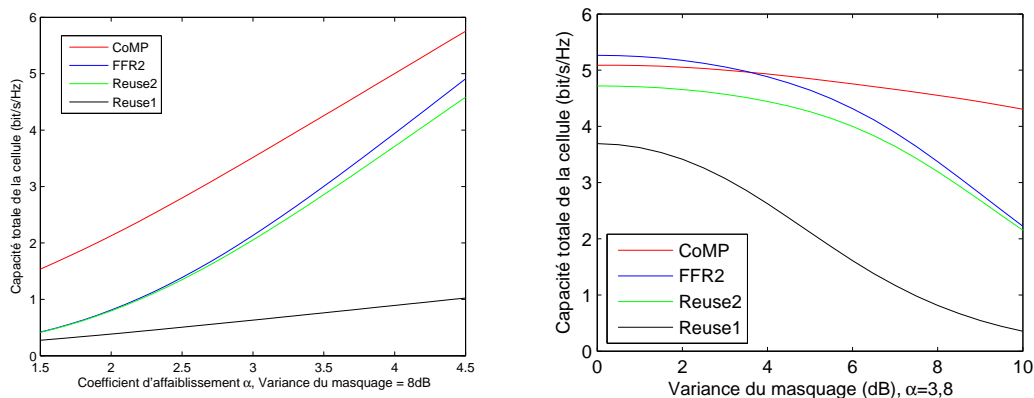 6
5
4
3
2
1
0
Capacité totale de la cellule (bit/s/Hz)
CoMP
FFR2
Reuse2
Reuse1
1.5
2
2.5
3
3.5
4
4.5
Coefficient d'affaiblissement α, Variance du masquage = 8dB
6
5
4
3
2
1
0
Capacité totale de la cellule (bit/s/Hz)
CoMP
FFR2
Reuse2
Reuse1
0
2
4
6
8
10
Variance du masquage (dB), α=3,8